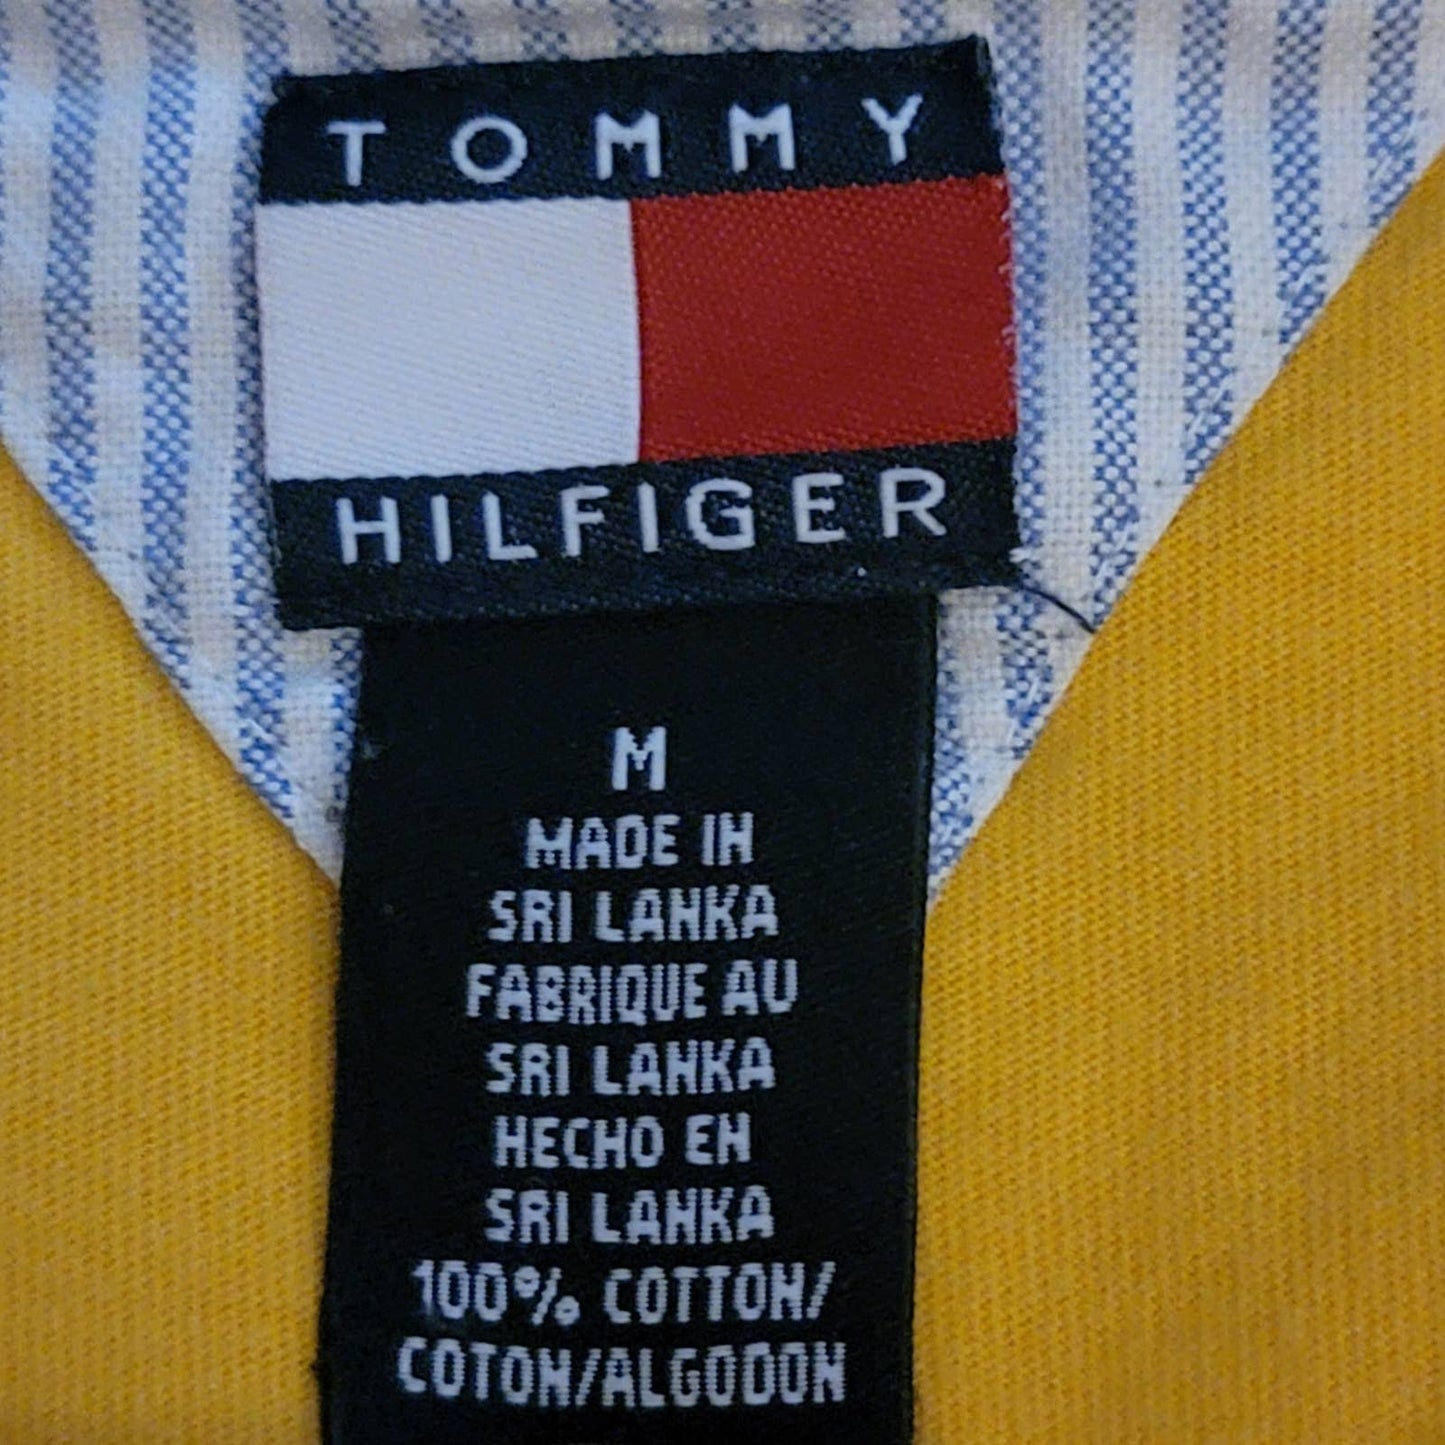 TOMMY
HILFIGER
M
MADE IN
SRI LANKA
FABRIQUE AU
SRI LANKA
HECHO EN
SRI LANKA
100% COTTON/
COTON/ALGODON